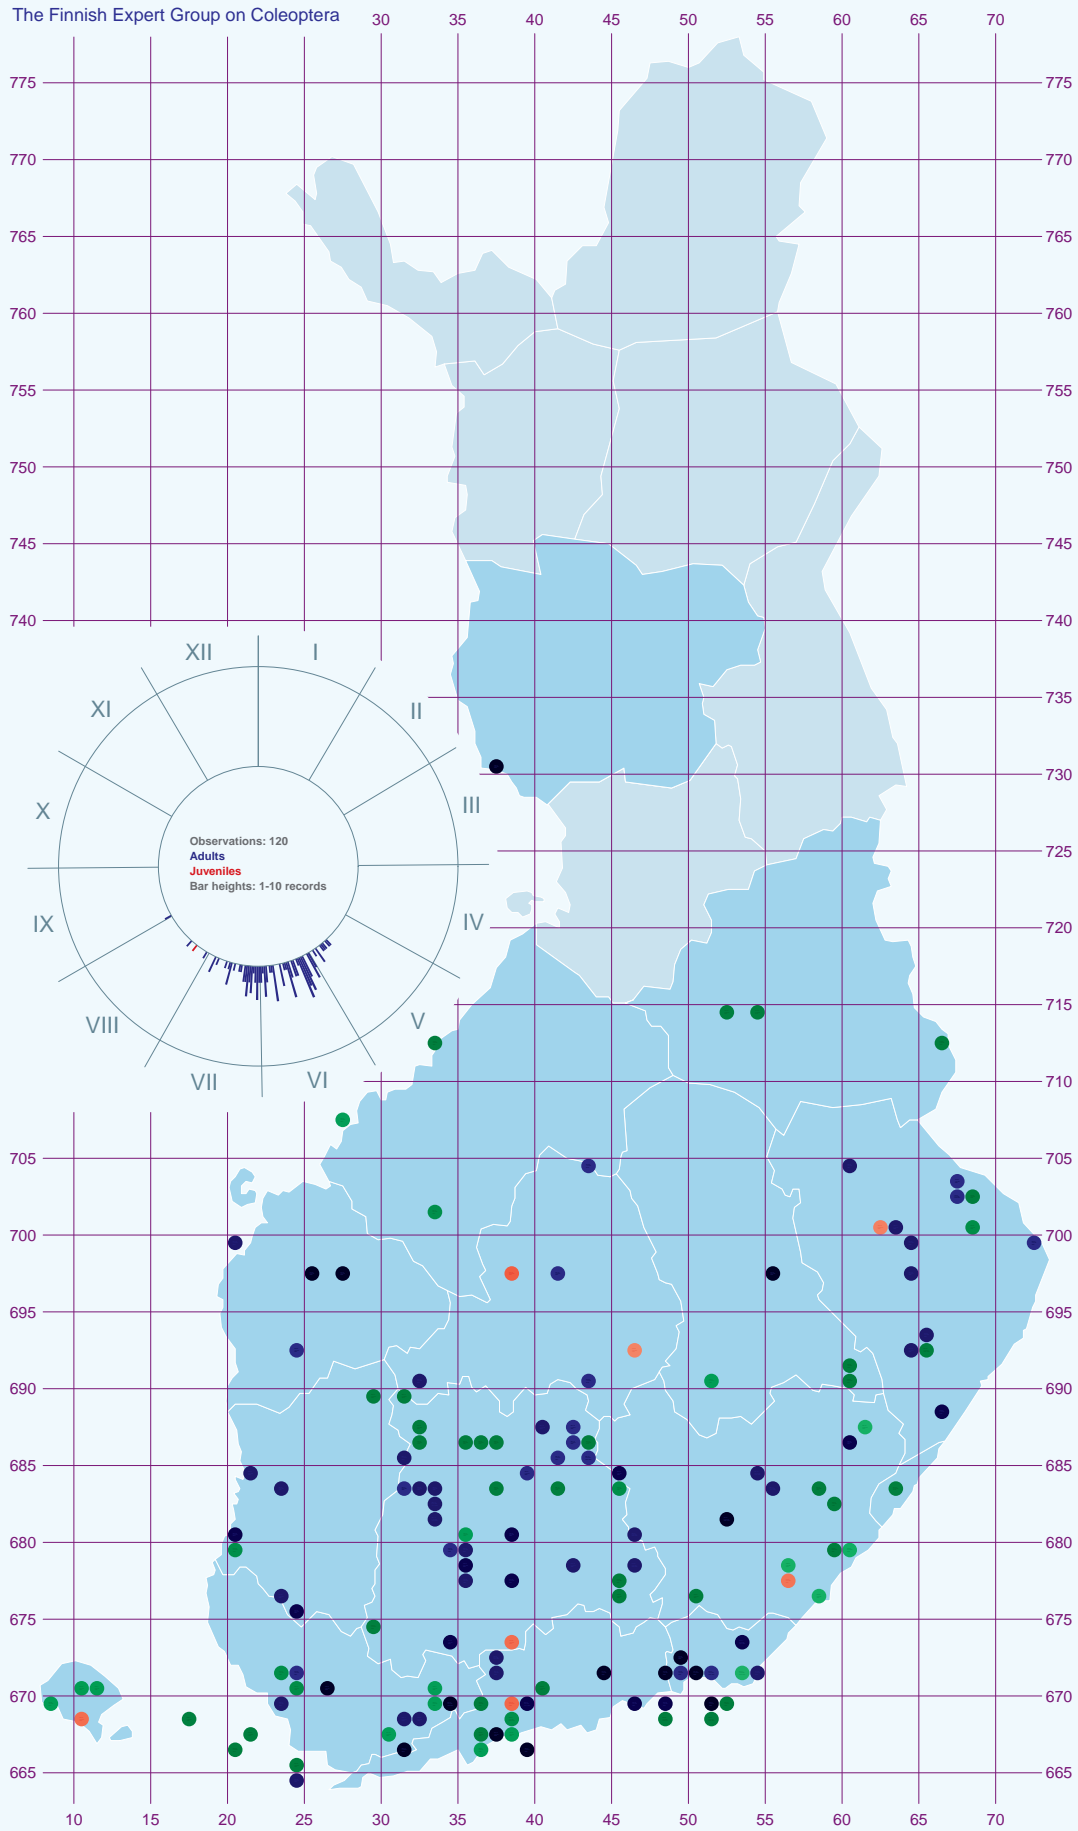 The Finnish Expert Group on Coleoptera
30 35 40 45 50 55 60 65 70
775 775
770 770
765 765
760 760
755 755
750 750
745 745
740 740
XII I
XI II
735
730
III
X
Observations: 120
Adults
Juveniles
Bar heights: 1-10 records
725
IX IV
720
715
VIII V
VII VI
710
705 705
700 700
695 695
690 690
685 685
680 680
675 675
670 670
665 665
10 15 20 25 30 35 40 45 50 55 60 65 70